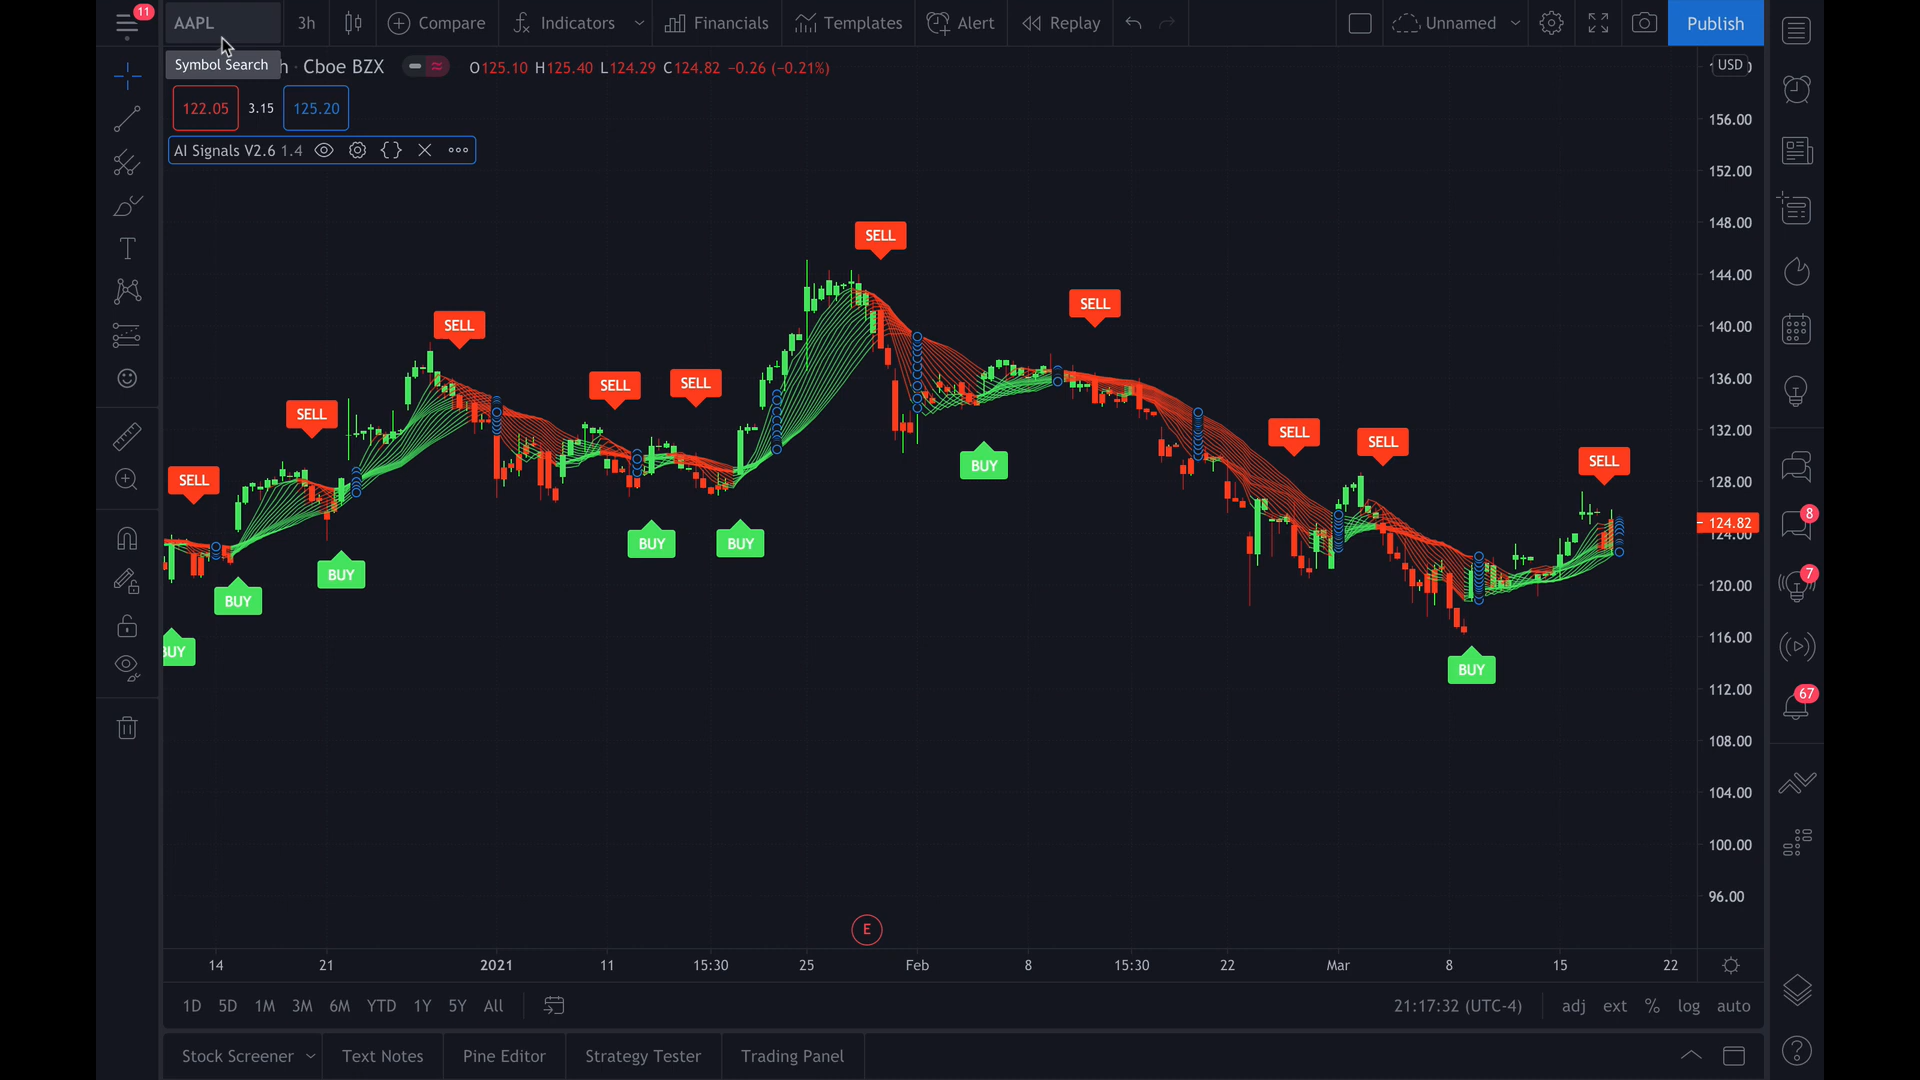 11
AAPL
3h
Compare
Indicators
Financials
Templates
Alert
Replay
Unnamed
Publish
Symbol Search
h · Cboe BZX
O125.10 H125.40 L124.29 C124.82 −0.26 (−0.21%)
USD
122.05
3.15
125.20
AI Signals V2.6 1.4
156.00
152.00
148.00
144.00
140.00
136.00
132.00
128.00
124.82
124.00
120.00
116.00
112.00
108.00
104.00
100.00
96.00
SELL
SELL
SELL
SELL
SELL
SELL
SELL
SELL
SELL
SELL
BUY
BUY
BUY
BUY
BUY
BUY
BUY
E
8
7
67
14
21
2021
11
15:30
25
Feb
8
15:30
22
Mar
8
15
22
1D 5D 1M 3M 6M YTD 1Y 5Y All
21:17:32 (UTC-4)
adj ext % log auto
Stock Screener
Text Notes
Pine Editor
Strategy Tester
Trading Panel